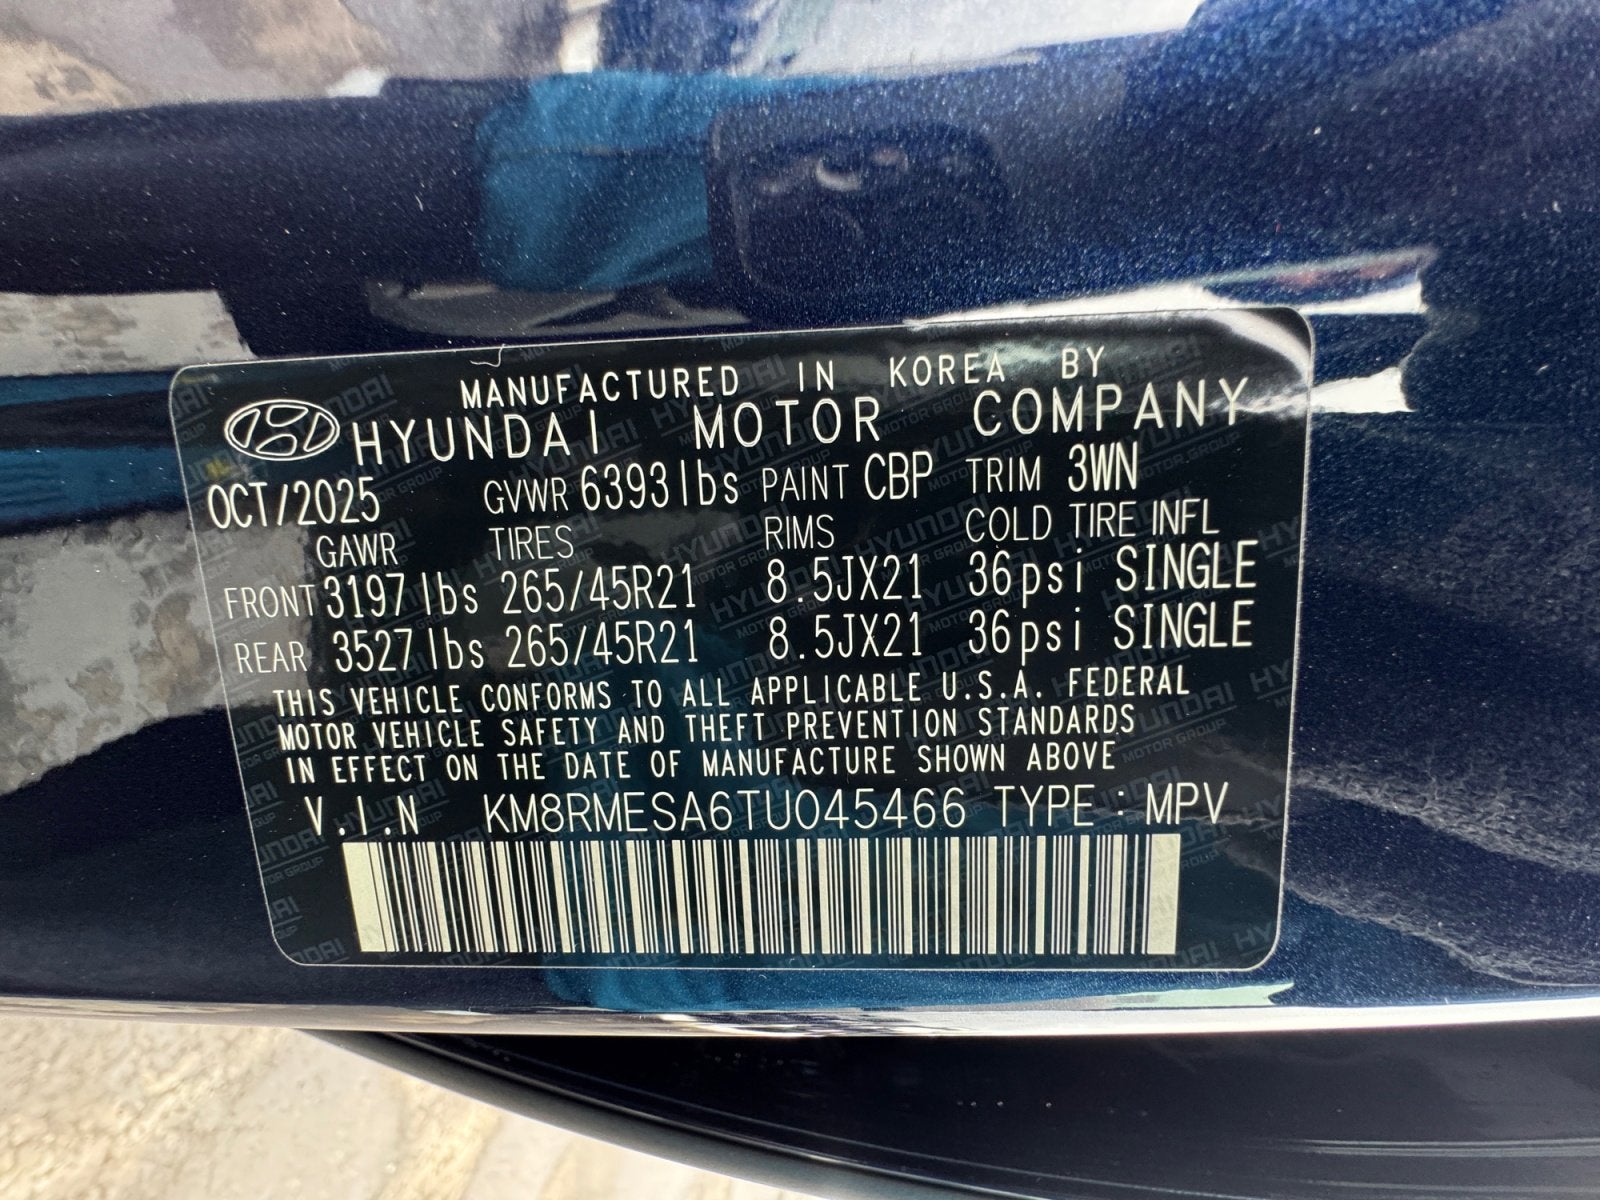 MANUFACTURED IN KOREA BY
HYUNDAI MOTOR COMPANY
OCT/2025 GVWR 6393lbs PAINT CBP TRIM 3WN
GAWR TIRES RIMS COLD TIRE INFL
FRONT 3197lbs 265/45R21 8.5JX21 36psi SINGLE
REAR 3527lbs 265/45R21 8.5JX21 36psi SINGLE
THIS VEHICLE CONFORMS TO ALL APPLICABLE U.S.A. FEDERAL
MOTOR VEHICLE SAFETY AND THEFT PREVENTION STANDARDS
IN EFFECT ON THE DATE OF MANUFACTURE SHOWN ABOVE
V.I.N KM8RMESA6TU045466 TYPE : MPV